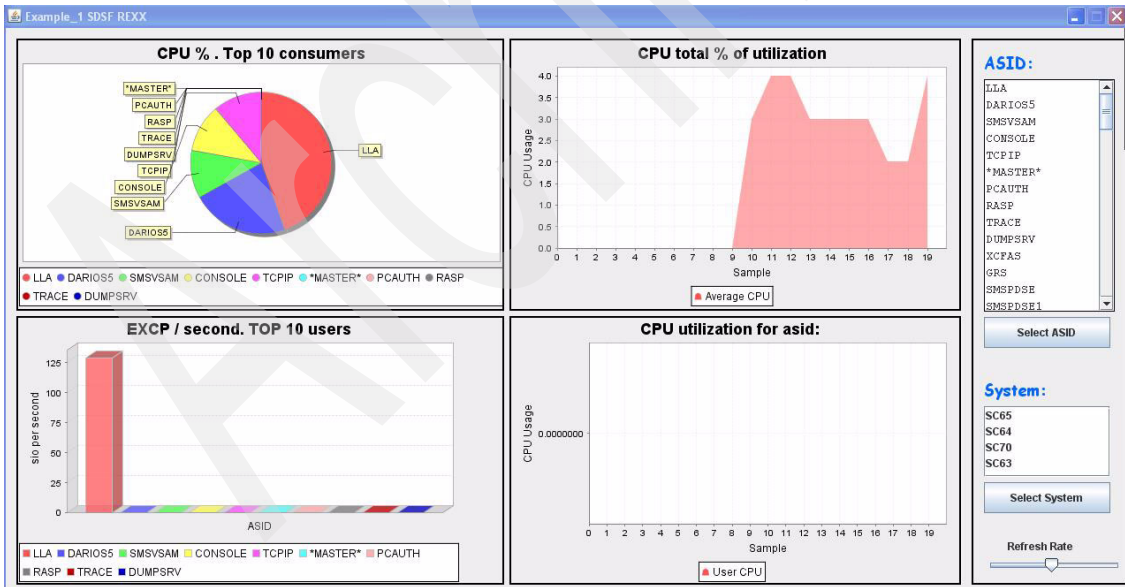 Example_1 SDSF REXX
CPU % . Top 10 consumers
*MASTER*
PCAUTH
RASP
TRACE
DUMPSRV
TCPIP
CONSOLE
SMSVSAM
DARIOS5
LLA
LLA DARIOS5 SMSVSAM CONSOLE TCPIP *MASTER* PCAUTH RASP
TRACE DUMPSRV
CPU total % of utilization
CPU Usage
4.0
3.5
3.0
2.5
2.0
1.5
1.0
0.5
0.0
0 1 2 3 4 5 6 7 8 9 10 11 12 13 14 15 16 17 18 19
Sample
Average CPU
EXCP / second. TOP 10 users
sio per second
125
100
75
50
25
0
ASID
LLA DARIOS5 SMSVSAM CONSOLE TCPIP *MASTER* PCAUTH
RASP TRACE DUMPSRV
CPU utilization for asid:
CPU Usage
0.0000000
0 1 2 3 4 5 6 7 8 9 10 11 12 13 14 15 16 17 18 19
Sample
User CPU
ASID:
LLA
DARIOS5
SMSVSAM
CONSOLE
TCPIP
*MASTER*
PCAUTH
RASP
TRACE
DUMPSRV
XCFAS
GRS
SMSPDSE
SMSPDSE1
Select ASID
System:
SC65
SC64
SC70
SC63
Select System
Refresh Rate